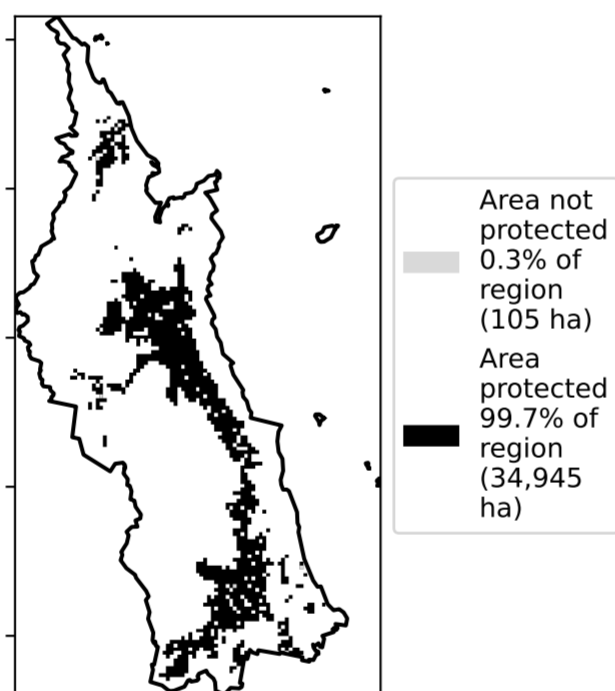 Area not
protected
0.3% of
region
(105 ha)
Area
protected
99.7% of
region
(34,945
ha)